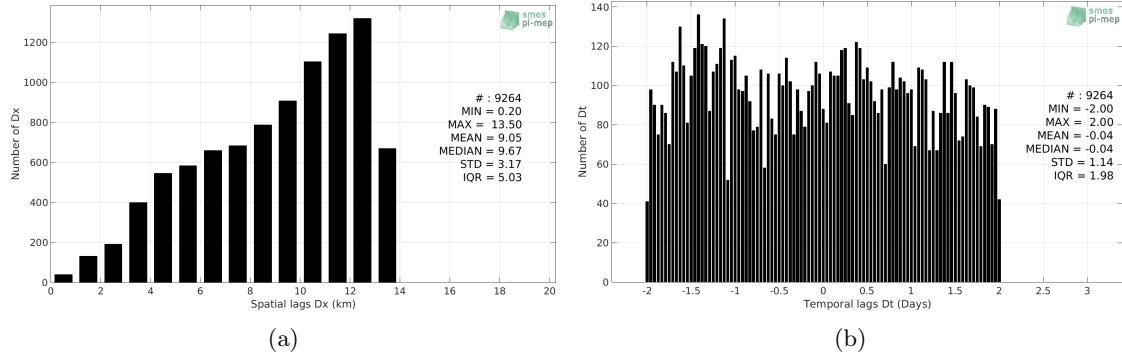 smos
pi-mep
1200
1000
800
600
400
200
0
Number of Dx
# : 9264
MIN = 0.20
MAX = 13.50
MEAN = 9.05
MEDIAN = 9.67
STD = 3.17
IQR = 5.03
0 2 4 6 8 10 12 14 16 18 20
Spatial lags Dx (km)
(a)
smos
pi-mep
140
120
100
80
60
40
20
0
Number of Dt
# : 9264
MIN = -2.00
MAX = 2.00
MEAN = -0.04
MEDIAN = -0.04
STD = 1.14
IQR = 1.98
-2 -1.5 -1 -0.5 0 0.5 1 1.5 2 2.5 3
Temporal lags Dt (Days)
(b)